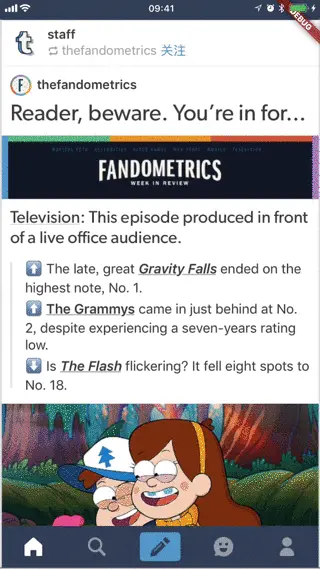 09:41
DEBUG
staff
thefandometrics 关注
thefandometrics
Reader, beware. You're in for...
FANDOMETRICS
WEEK IN REVIEW
Television: This episode produced in front
of a live office audience.
The late, great Gravity Falls ended on the
highest note, No. 1.
The Grammys came in just behind at No.
2, despite experiencing a seven-years rating
low.
Is The Flash flickering? It fell eight spots to
No. 18.